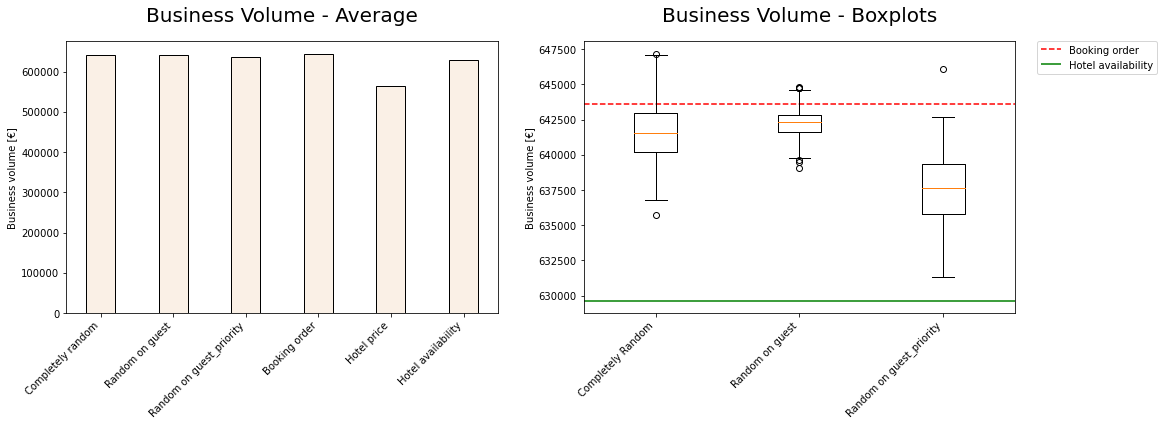 Business Volume - Average
Business volume [€]
600000
500000
400000
300000
200000
100000
0
Completely random
Random on guest
Random on guest_priority
Booking order
Hotel price
Hotel availability
Business Volume - Boxplots
Business volume [€]
647500
645000
642500
640000
637500
635000
632500
630000
Completely Random
Random on guest
Random on guest_priority
Booking order
Hotel availability